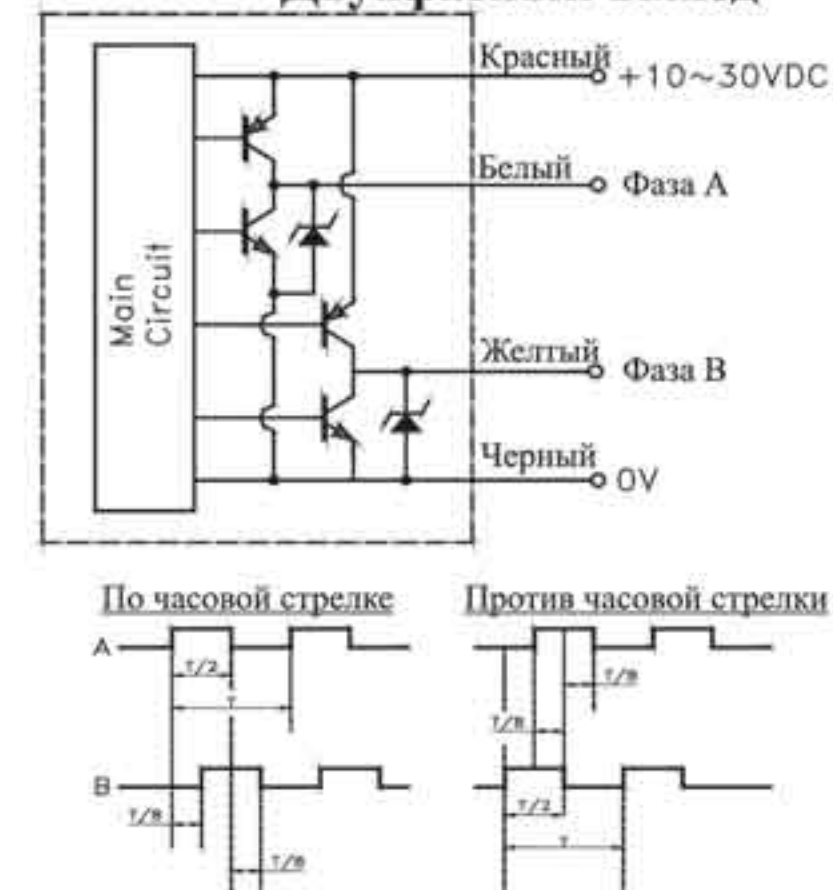 Красный
+10~30VDC
Белый
Фаза A
Main
Circuit
Желтый
Фаза B
Черный
0V
По часовой стрелке
Против часовой стрелки
A
T/2
T
T/8
T/8
B
T/8
T/8
T/2
T